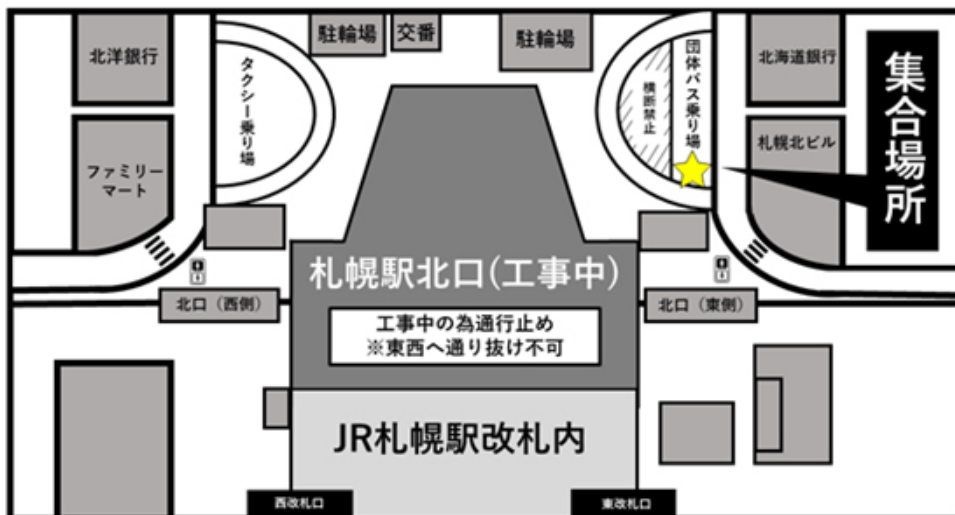 北洋銀行
ファミリー
マート
タクシー乗り場
駐輪場
交番
駐輪場
横断禁止
団体バス乗り場
北海道銀行
札幌北ビル
集合場所
札幌駅北口(工事中)
北口（西側）
北口（東側）
工事中の為通行止め
※東西へ通り抜け不可
JR札幌駅改札内
西改札口
東改札口